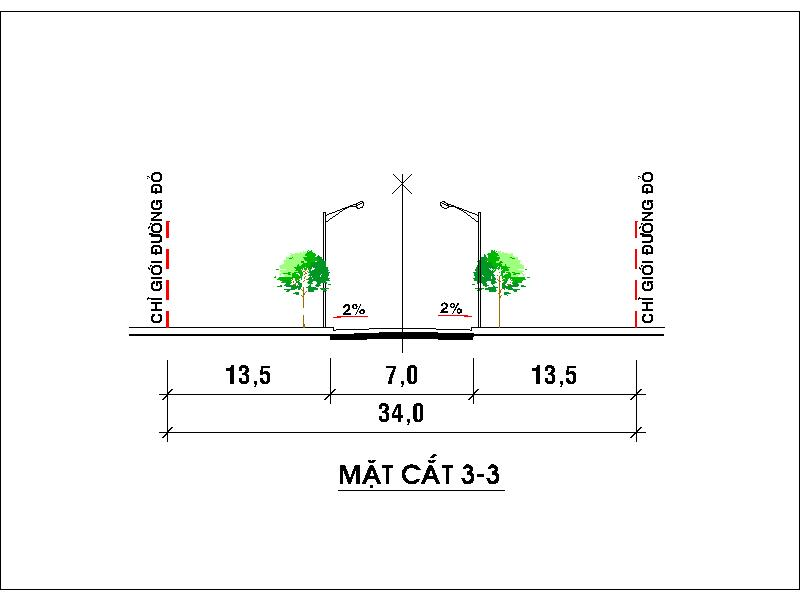 CHỈ GIỚI ĐƯỜNG ĐỎ
CHỈ GIỚI ĐƯỜNG ĐỎ
2%
2%
13,5
7,0
13,5
34,0
MẶT CẮT 3-3